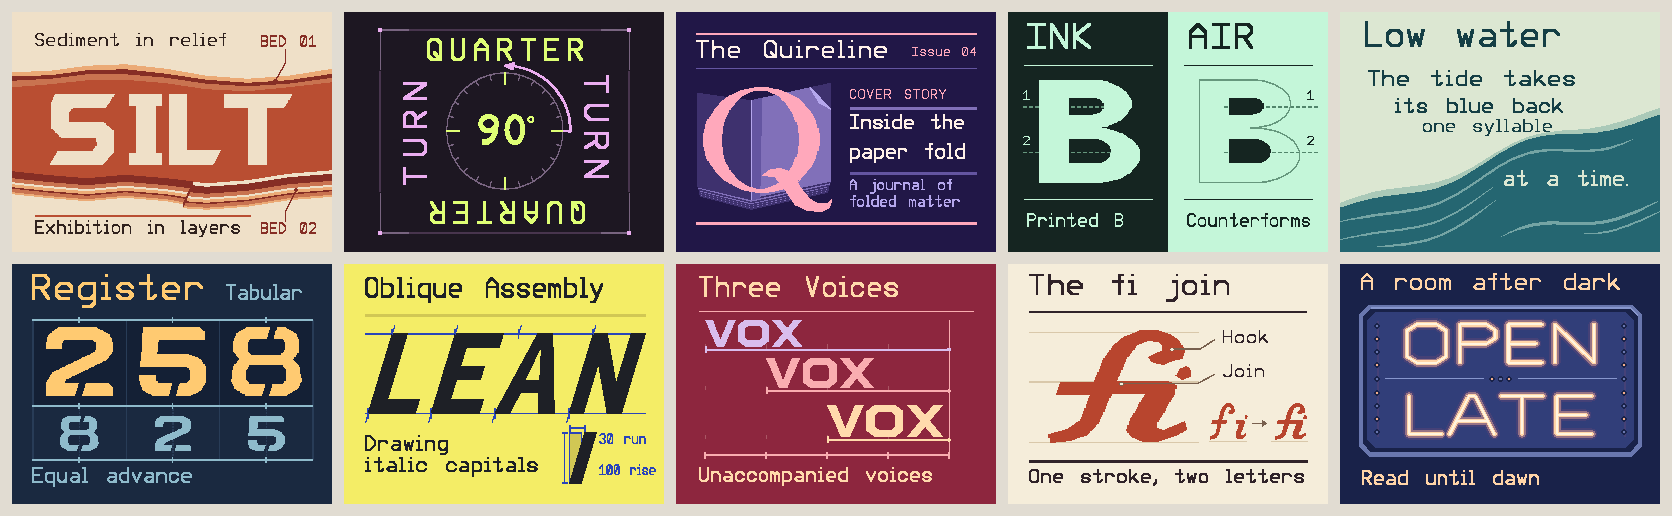 Sediment in relief
BED 01
SILT
Exhibition in layers
BED 02
QUARTER
TURN
90°
TURN
QUARTER
The Quireline
Issue 04
Q
COVER STORY
Inside the
paper fold
A journal of
folded matter
INK
B
1
2
Printed B
AIR
B
1
2
Counterforms
Low water
The tide takes
its blue back
one syllable
at a time.
Register
Tabular
258
825
Equal advance
Oblique Assembly
LEAN
Drawing
italic capitals
I
30 run
100 rise
Three Voices
VOX
VOX
VOX
Unaccompanied voices
The fi join
fi
Hook
Join
fi→fi
One stroke, two letters
A room after dark
OPEN
LATE
Read until dawn